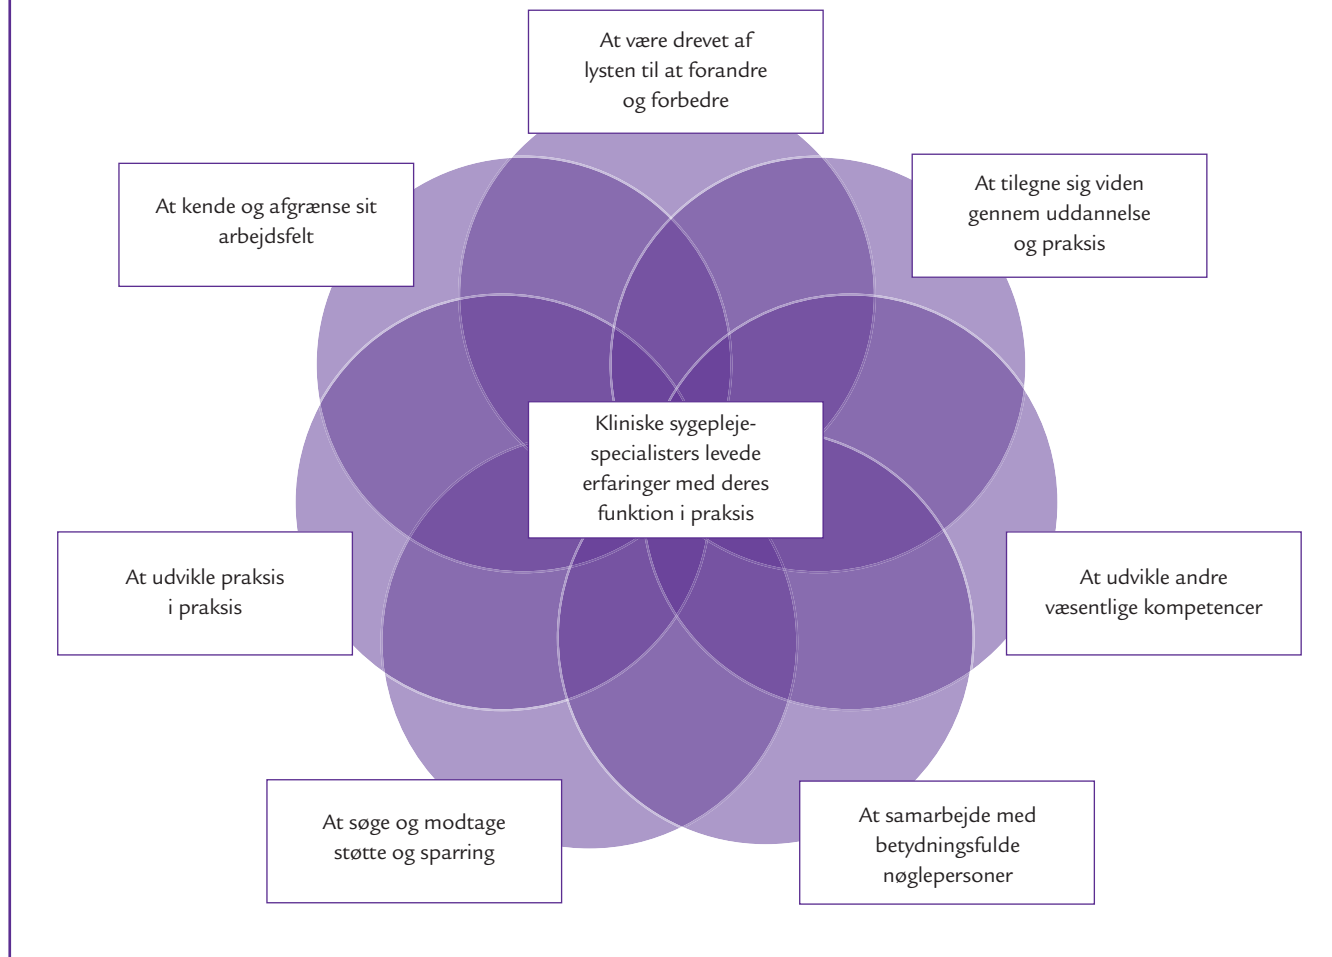 At være drevet af
lysten til at forandre
og forbedre
At kende og afgrænse sit
arbejdsfelt
At tilegne sig viden
gennem uddannelse
og praksis
Kliniske sygepleje-
specialisters levede
erfaringer med deres
funktion i praksis
At udvikle praksis
i praksis
At udvikle andre
væsentlige kompetencer
At søge og modtage
støtte og sparring
At samarbejde med
betydningsfulde
nøglepersoner